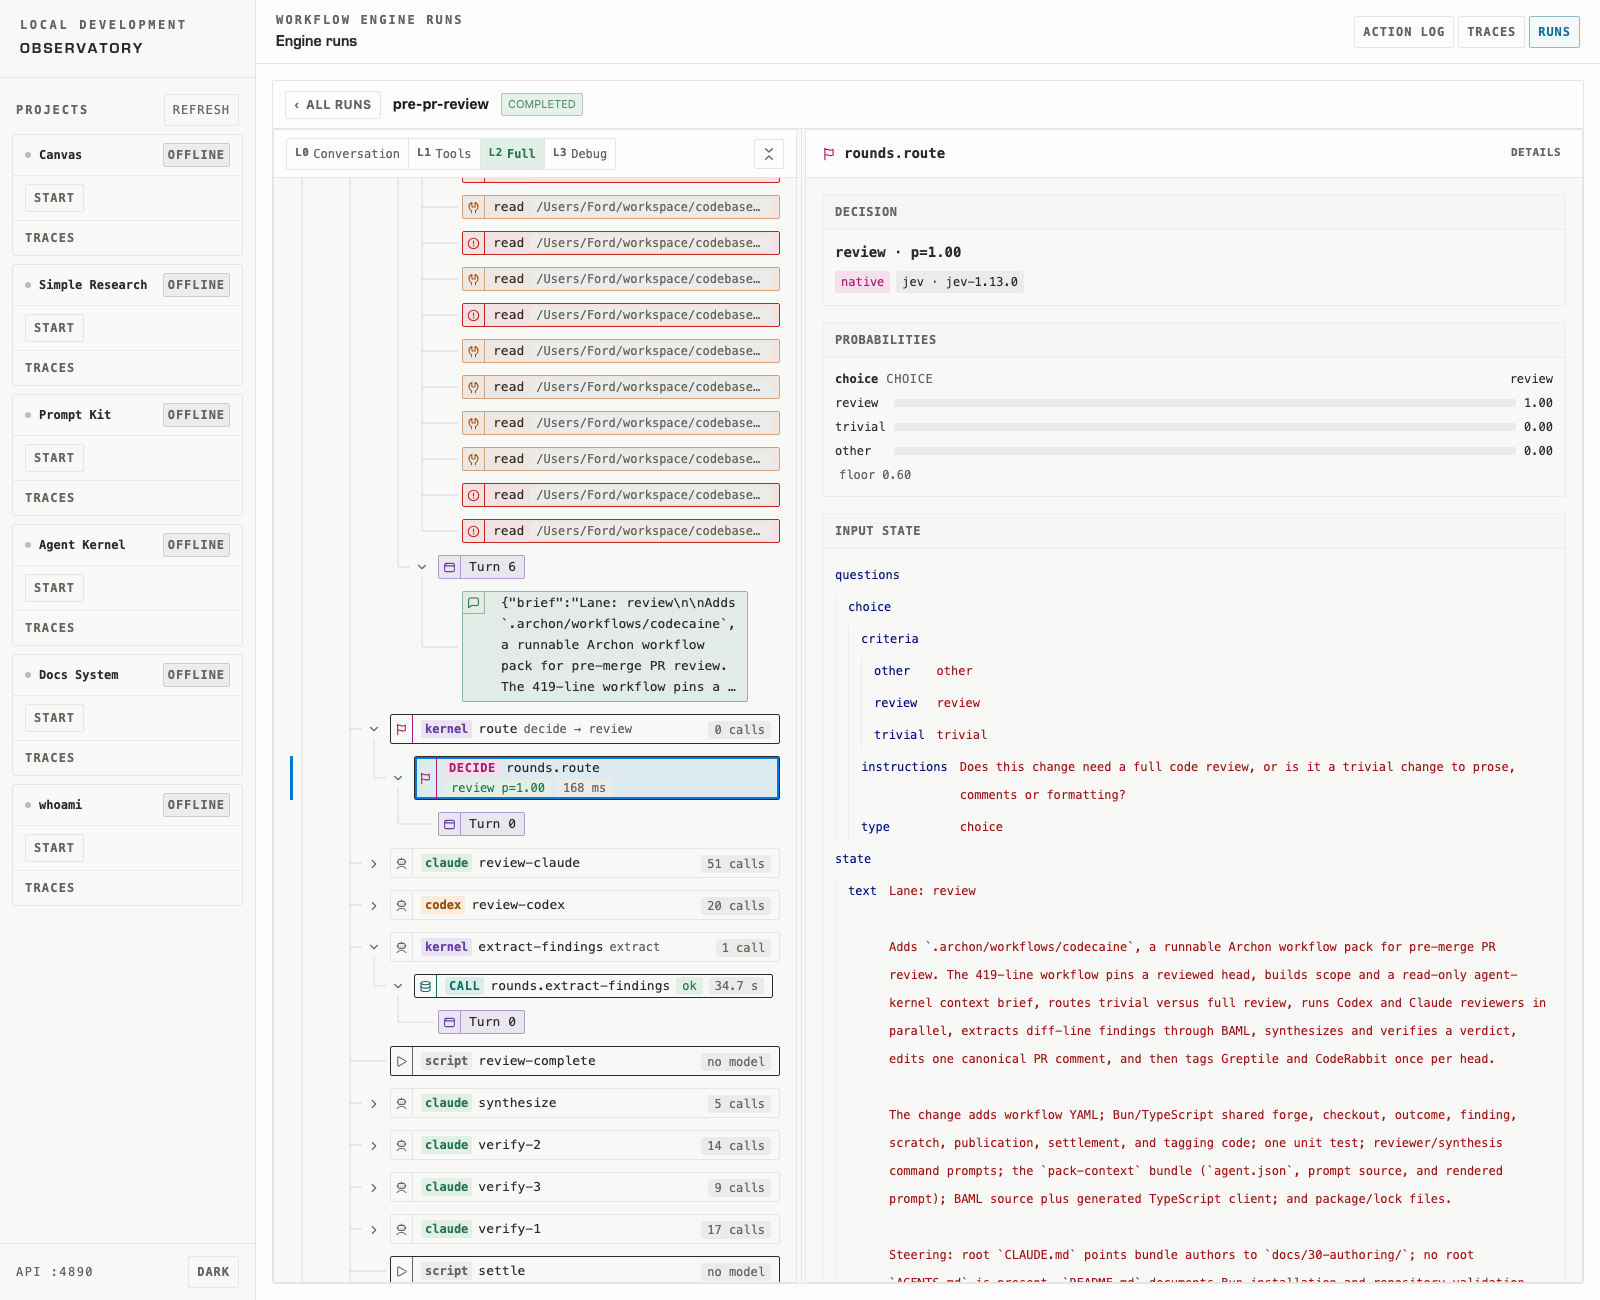 LOCAL DEVELOPMENT
OBSERVATORY
WORKFLOW ENGINE RUNS
Engine runs
ACTION LOG
TRACES
RUNS
PROJECTS
REFRESH
Canvas
OFFLINE
START
TRACES
Simple Research
OFFLINE
START
TRACES
Prompt Kit
OFFLINE
START
TRACES
Agent Kernel
OFFLINE
START
TRACES
Docs System
OFFLINE
START
TRACES
whoami
OFFLINE
START
TRACES
API :4890
DARK
‹ ALL RUNS
pre-pr-review
COMPLETED
L0 Conversation
L1 Tools
L2 Full
L3 Debug
read /Users/Ford/workspace/codebase…
read /Users/Ford/workspace/codebase…
read /Users/Ford/workspace/codebase…
read /Users/Ford/workspace/codebase…
read /Users/Ford/workspace/codebase…
read /Users/Ford/workspace/codebase…
read /Users/Ford/workspace/codebase…
read /Users/Ford/workspace/codebase…
read /Users/Ford/workspace/codebase…
read /Users/Ford/workspace/codebase…
Turn 6
{"brief":"Lane: review\n\nAdds
`.archon/workflows/codecaine`,
a runnable Archon workflow
pack for pre-merge PR review.
The 419-line workflow pins a …
kernel route decide → review 0 calls
DECIDE rounds.route
review p=1.00 168 ms
Turn 0
claude review-claude 51 calls
codex review-codex 20 calls
kernel extract-findings extract 1 call
CALL rounds.extract-findings ok 34.7 s
Turn 0
script review-complete no model
claude synthesize 5 calls
claude verify-2 14 calls
claude verify-3 9 calls
claude verify-1 17 calls
script settle no model
rounds.route
DETAILS
DECISION
review · p=1.00
native jev · jev-1.13.0
PROBABILITIES
choice CHOICE review
review 1.00
trivial 0.00
other 0.00
floor 0.60
INPUT STATE
questions
choice
criteria
other other
review review
trivial trivial
instructions Does this change need a full code review, or is it a trivial change to prose,
comments or formatting?
type choice
state
text Lane: review
Adds `.archon/workflows/codecaine`, a runnable Archon workflow pack for pre-merge PR
review. The 419-line workflow pins a reviewed head, builds scope and a read-only agent-
kernel context brief, routes trivial versus full review, runs Codex and Claude reviewers in
parallel, extracts diff-line findings through BAML, synthesizes and verifies a verdict,
edits one canonical PR comment, and then tags Greptile and CodeRabbit once per head.
The change adds workflow YAML; Bun/TypeScript shared forge, checkout, outcome, finding,
scratch, publication, settlement, and tagging code; one unit test; reviewer/synthesis
command prompts; the `pack-context` bundle (`agent.json`, prompt source, and rendered
prompt); BAML source plus generated TypeScript client; and package/lock files.
Steering: root `CLAUDE.md` points bundle authors to `docs/30-authoring/`; no root
`AGENTS.md` is present. `README.md` documents Bun installation and repository validation